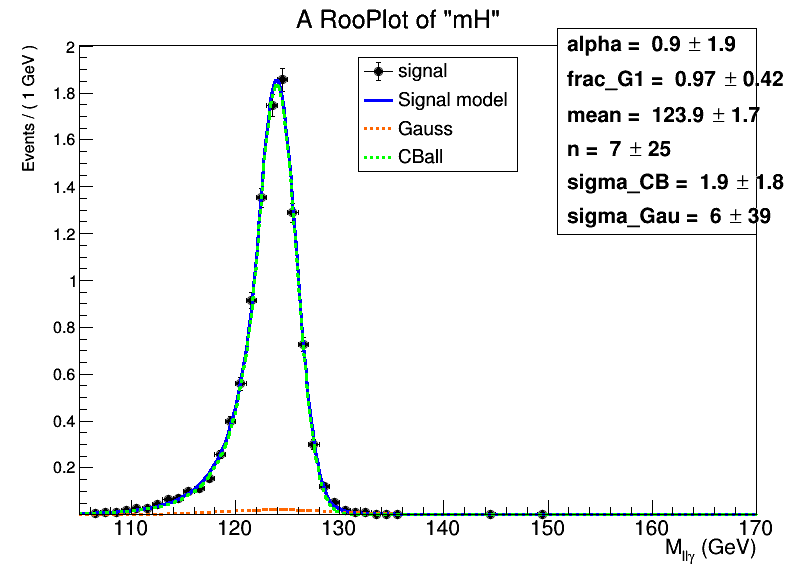 A RooPlot of "mH"
alpha = 0.9 ± 1.9
frac_G1 = 0.97 ± 0.42
mean = 123.9 ± 1.7
n = 7 ± 25
sigma_CB = 1.9 ± 1.8
sigma_Gau = 6 ± 39
signal
Signal model
Gauss
CBall
Events / ( 1 GeV )
2
1.8
1.6
1.4
1.2
1
0.8
0.6
0.4
0.2
110 120 130 140 150 160 170
M_llγ (GeV)